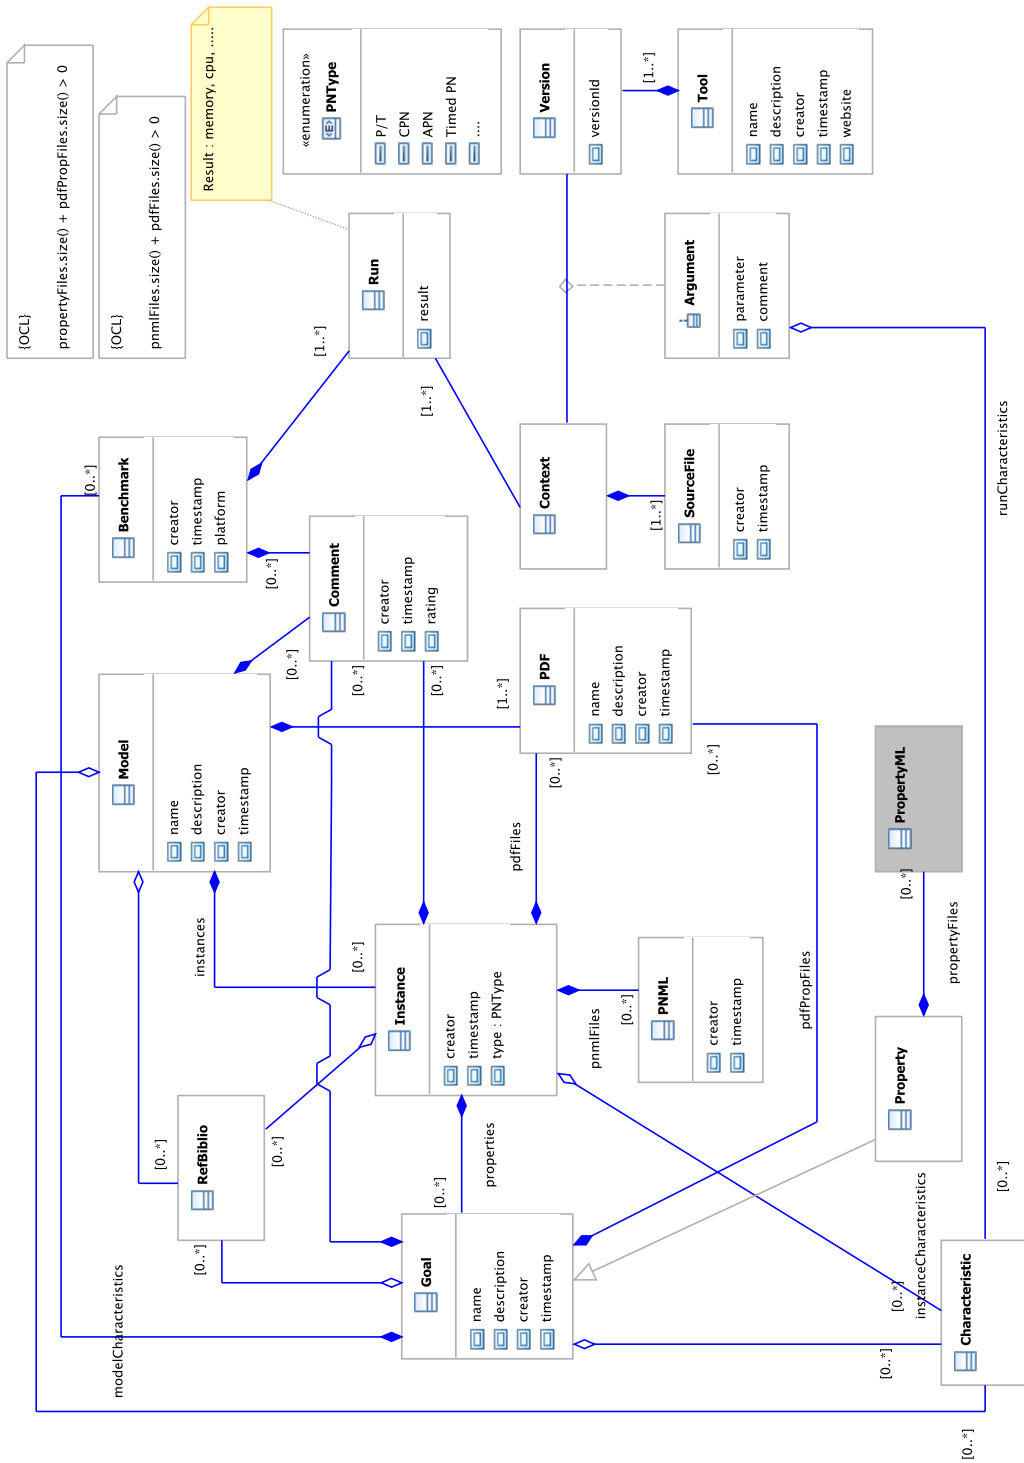 {OCL}
propertyFiles.size() + pdfPropFiles.size() > 0
{OCL}
pnmlFiles.size() + pdfFiles.size() > 0
Result : memory, cpu, .....
«enumeration»
PNType
P/T
CPN
APN
Timed PN
....
Version
versionId
[1..*]
Tool
name
description
creator
timestamp
website
Run
result
[1..*]
[1..*]
Argument
parameter
comment
Benchmark
creator
timestamp
platform
[0..*]
[0..*]
Context
[1..*]
SourceFile
creator
timestamp
runCharacteristics
Comment
creator
timestamp
rating
[0..*]
[0..*]
[0..*]
Model
name
description
creator
timestamp
PDF
name
description
creator
timestamp
[1..*]
[0..*]
[0..*]
pdfFiles
PropertyML
[0..*]
propertyFiles
instances
[0..*]
Instance
creator
timestamp
type : PNType
pnmlFiles
[0..*]
PNML
creator
timestamp
pdfPropFiles
Property
RefBiblio
[0..*]
[0..*]
[0..*]
properties
[0..*]
Goal
name
description
creator
timestamp
modelCharacteristics
instanceCharacteristics
[0..*]
[0..*]
[0..*]
Characteristic
[0..*]